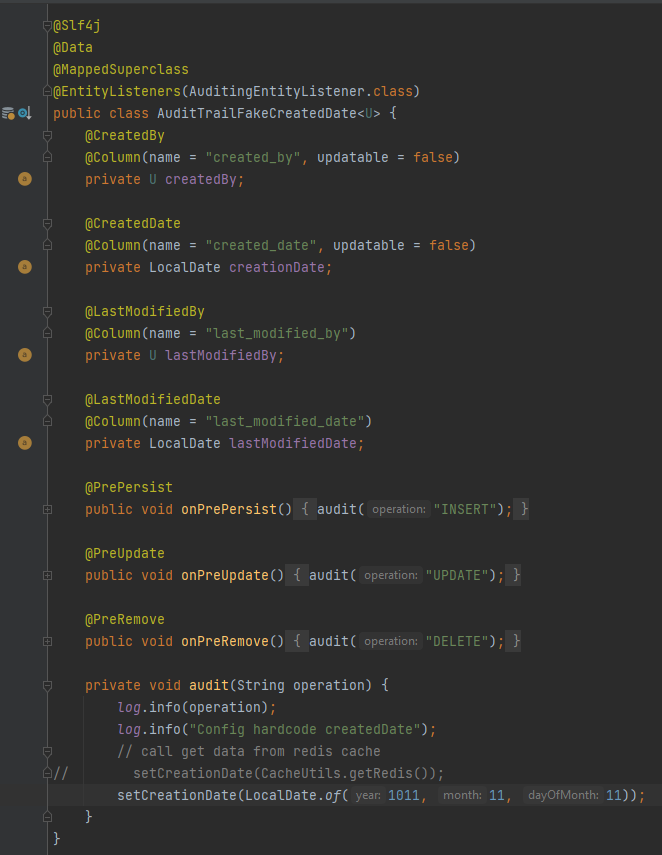 @Slf4j
@Data
@MappedSuperclass
@EntityListeners(AuditingEntityListener.class)
public class AuditTrailFakeCreatedDate<U> {
    @CreatedBy
    @Column(name = "created_by", updatable = false)
    private U createdBy;

    @CreatedDate
    @Column(name = "created_date", updatable = false)
    private LocalDate creationDate;

    @LastModifiedBy
    @Column(name = "last_modified_by")
    private U lastModifiedBy;

    @LastModifiedDate
    @Column(name = "last_modified_date")
    private LocalDate lastModifiedDate;

    @PrePersist
    public void onPrePersist() { audit( operation: "INSERT"); }

    @PreUpdate
    public void onPreUpdate() { audit( operation: "UPDATE"); }

    @PreRemove
    public void onPreRemove() { audit( operation: "DELETE"); }

    private void audit(String operation) {
        log.info(operation);
        log.info("Config hardcode createdDate");
        // call get data from redis cache
//        setCreationDate(CacheUtils.getRedis());
        setCreationDate(LocalDate.of( year: 1011, month: 11, dayOfMonth: 11));
    }
}